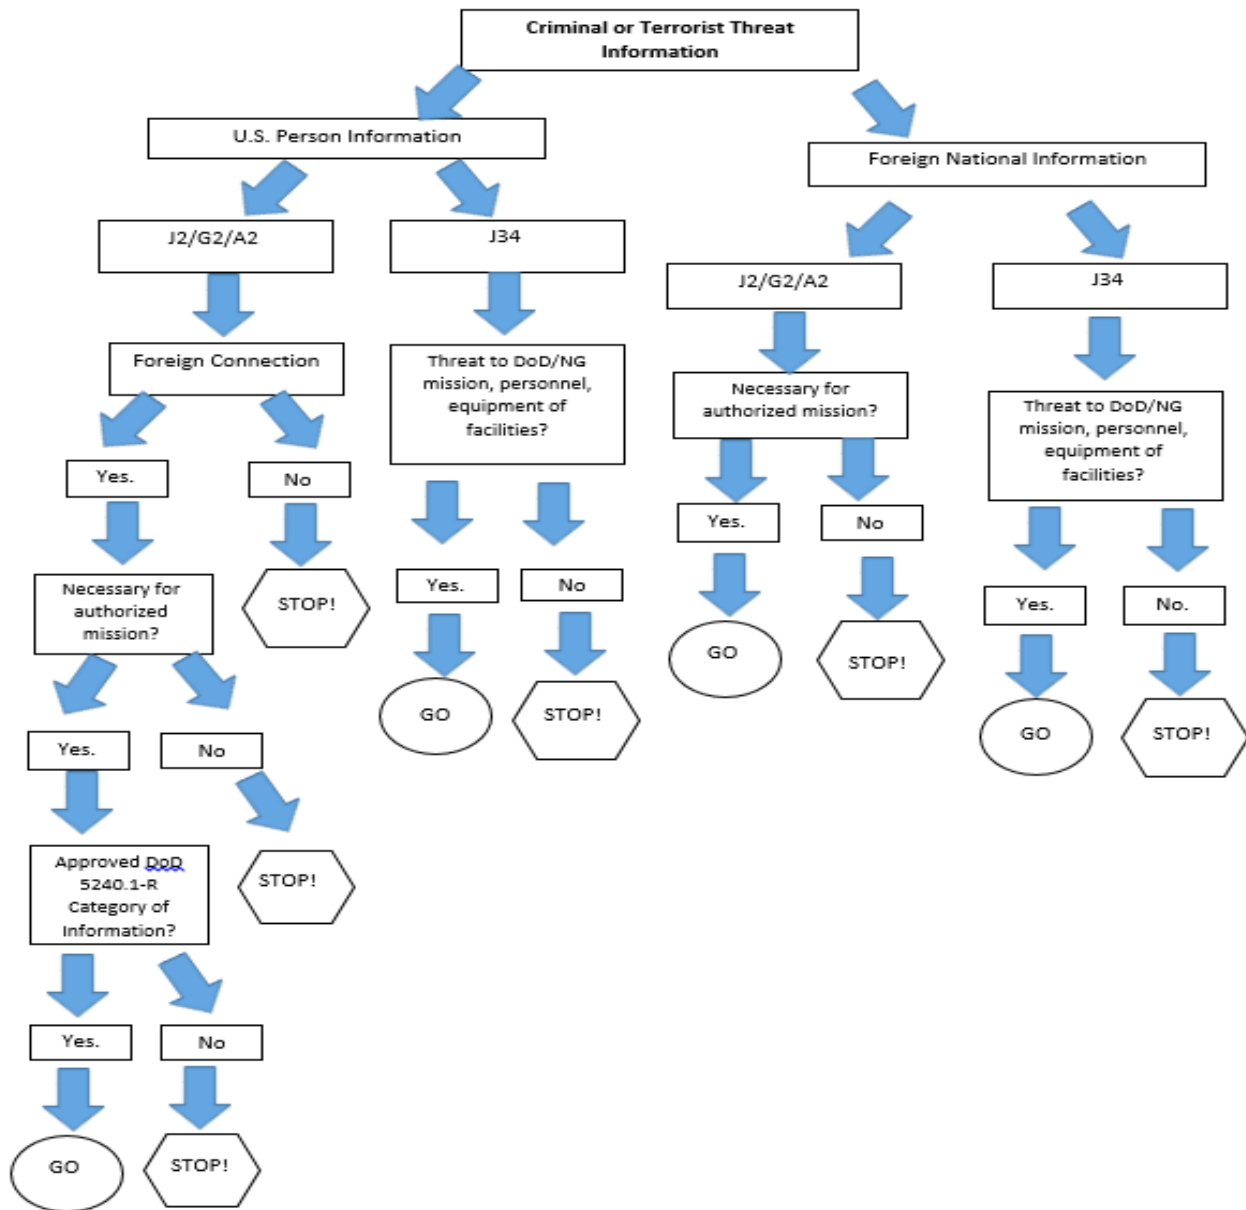 Criminal or Terrorist Threat
Information
U.S. Person Information
Foreign National Information
J2/G2/A2
J34
J2/G2/A2
J34
Foreign Connection
Threat to DoD/NG
mission, personnel,
equipment of
facilities?
Necessary for
authorized mission?
Threat to DoD/NG
mission, personnel,
equipment of
facilities?
Yes.
No
Yes.
No
Necessary for
authorized
mission?
STOP!
Yes.
No
Yes.
No.
GO
STOP!
GO
STOP!
GO
STOP!
Yes.
No
Approved DoD
5240.1-R
Category of
Information?
STOP!
Yes.
No
GO
STOP!